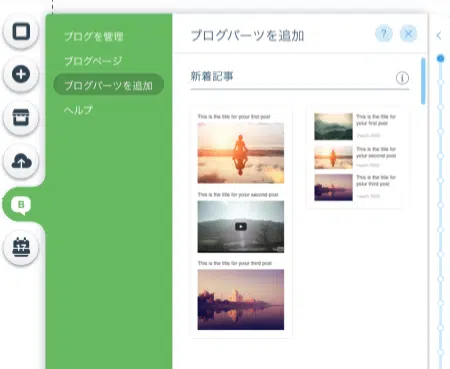 ブログを管理
ブログページ
ブログパーツを追加
ヘルプ
B
17
ブログパーツを追加
?
新着記事
This is the title for your first post
This is the title for your second post
This is the title for your third post
This is the title for
your first post
This is the title for
your second post
This is the title for
your third post